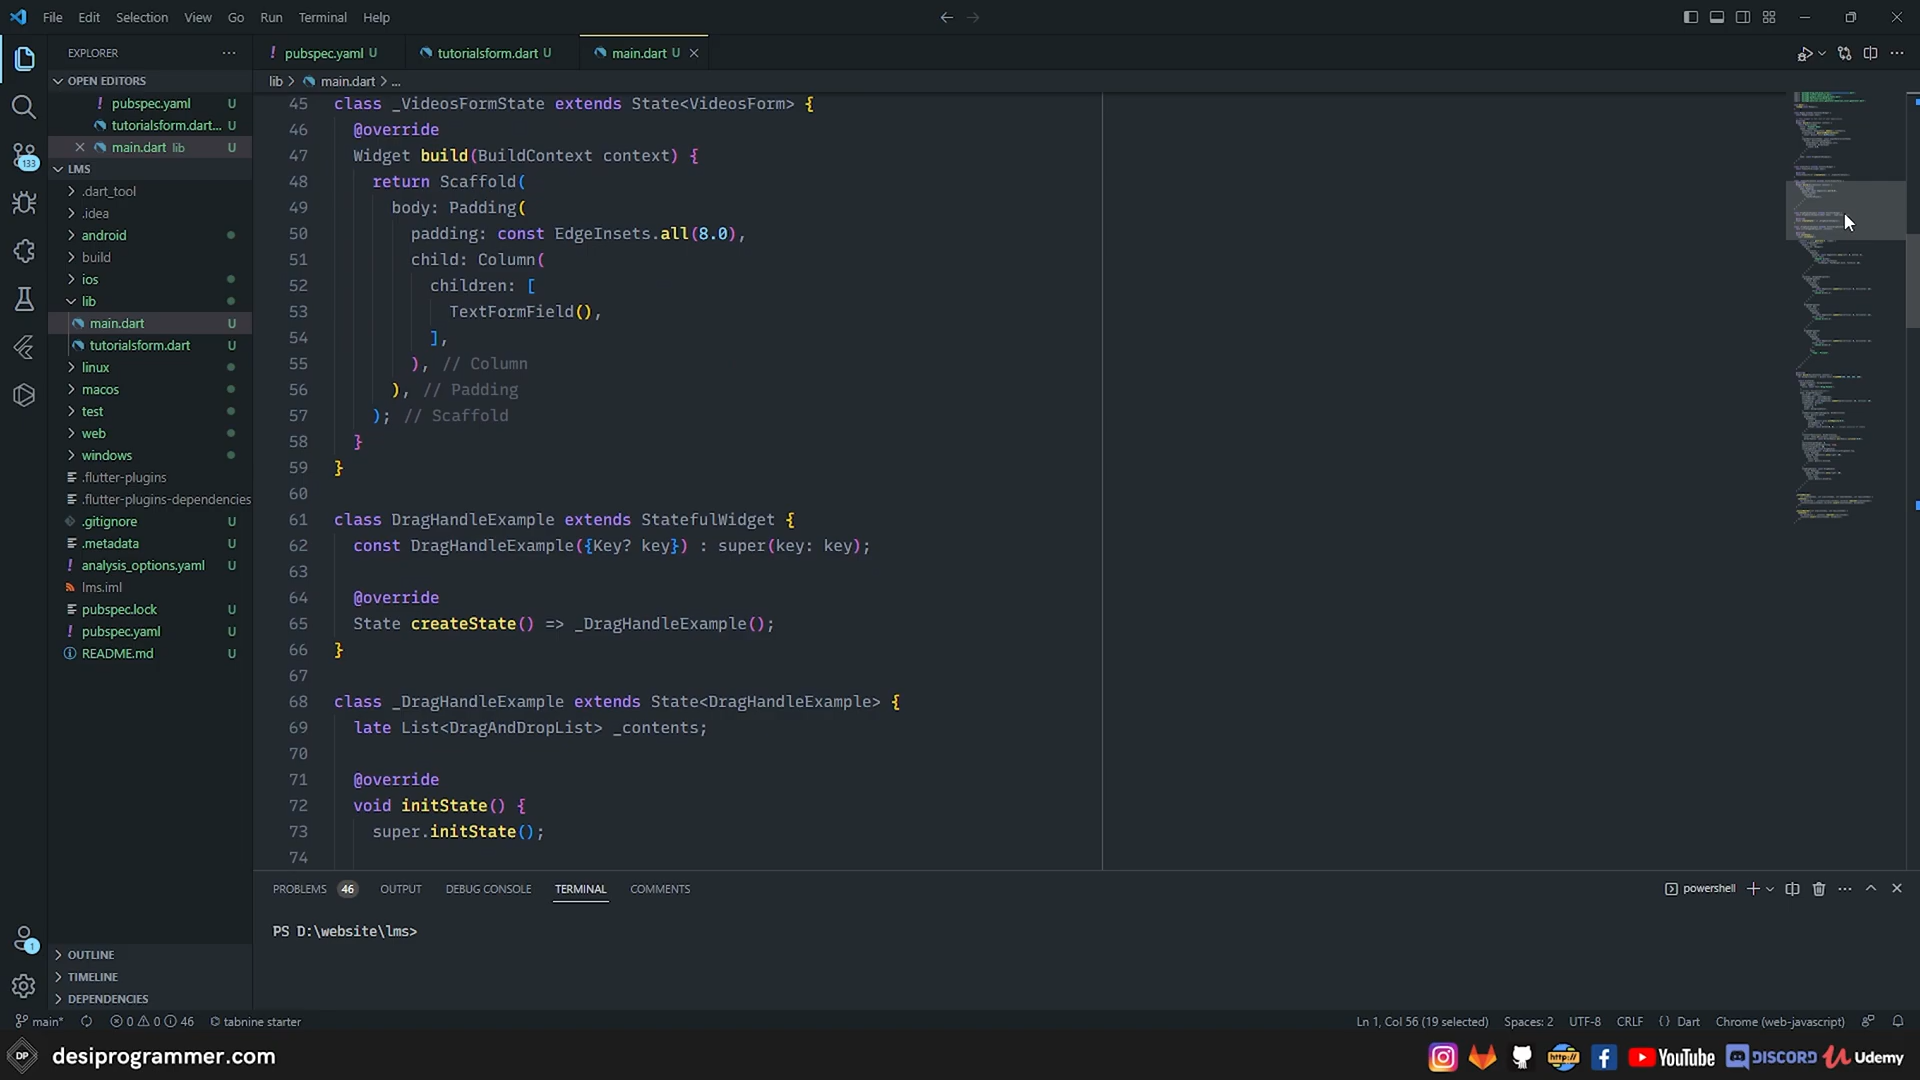 File Edit Selection View Go Run Terminal Help
EXPLORER
OPEN EDITORS
! pubspec.yaml U
tutorialsform.dart... U
main.dart lib U
LMS
.dart_tool
.idea
android
build
ios
lib
main.dart U
tutorialsform.dart U
linux
macos
test
web
windows
.flutter-plugins
.flutter-plugins-dependencies
.gitignore U
.metadata U
! analysis_options.yaml U
lms.iml
pubspec.lock U
! pubspec.yaml U
README.md U
OUTLINE
TIMELINE
DEPENDENCIES
133
1
! pubspec.yaml U tutorialsform.dart U main.dart U
lib > main.dart > ...
45 class _VideosFormState extends State<VideosForm> {
46 @override
47 Widget build(BuildContext context) {
48 return Scaffold(
49 body: Padding(
50 padding: const EdgeInsets.all(8.0),
51 child: Column(
52 children: [
53 TextFormField(),
54 ],
55 ), // Column
56 ), // Padding
57 ); // Scaffold
58 }
59 }
60
61 class DragHandleExample extends StatefulWidget {
62 const DragHandleExample({Key? key}) : super(key: key);
63
64 @override
65 State createState() => _DragHandleExample();
66 }
67
68 class _DragHandleExample extends State<DragHandleExample> {
69 late List<DragAndDropList> _contents;
70
71 @override
72 void initState() {
73 super.initState();
74
PROBLEMS 46 OUTPUT DEBUG CONSOLE TERMINAL COMMENTS
powershell
PS D:\website\lms>
main* 0 0 46 tabnine starter
Ln 1, Col 56 (19 selected) Spaces: 2 UTF-8 CRLF {} Dart Chrome (web-javascript)
DP desiprogrammer.com
http:// YouTube DISCORD Udemy